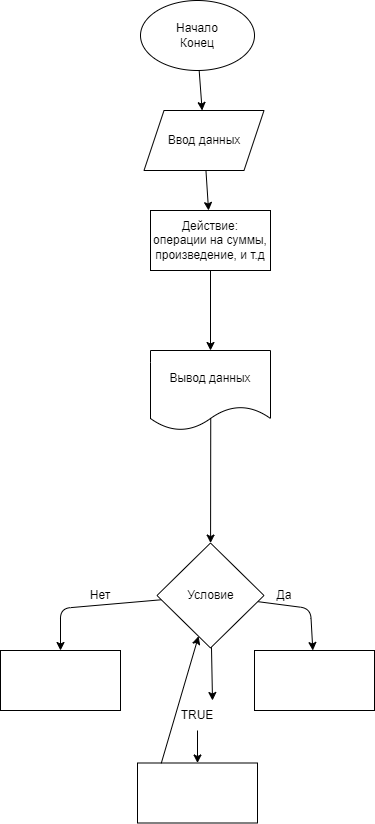 Начало
Конец
Ввод данных
Действие:
операции на суммы,
произведение, и т.д
Вывод данных
Условие
Нет
Да
TRUE